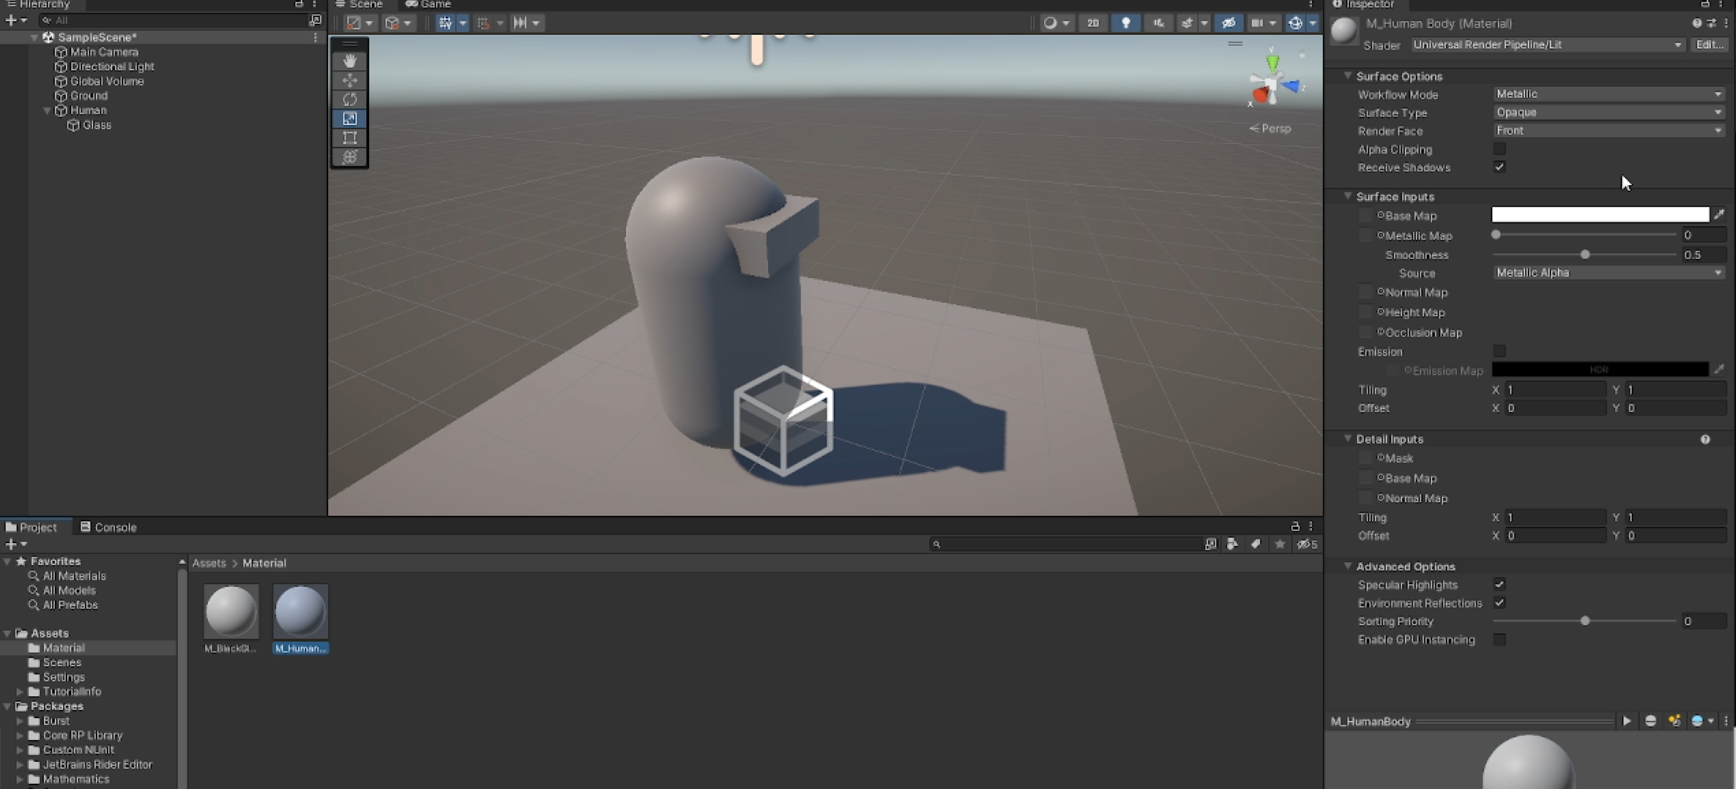 Hierarchy
All
SampleScene*
Main Camera
Directional Light
Global Volume
Ground
Human
Glass
Scene
Game
2D
y
x
z
Persp
Project
Console
5
Favorites
All Materials
All Models
All Prefabs
Assets
Material
Scenes
Settings
TutorialInfo
Packages
Burst
Core RP Library
Custom NUnit
JetBrains Rider Editor
Mathematics
Assets > Material
M_BlackGl...
M_Human...
Inspector
M_Human Body (Material)
Shader Universal Render Pipeline/Lit Edit...
Surface Options
Workflow Mode Metallic
Surface Type Opaque
Render Face Front
Alpha Clipping
Receive Shadows
Surface Inputs
Base Map
Metallic Map 0
Smoothness 0.5
Source Metallic Alpha
Normal Map
Height Map
Occlusion Map
Emission
Emission Map HDR
Tiling X 1 Y 1
Offset X 0 Y 0
Detail Inputs
Mask
Base Map
Normal Map
Tiling X 1 Y 1
Offset X 0 Y 0
Advanced Options
Specular Highlights
Environment Reflections
Sorting Priority 0
Enable GPU Instancing
M_HumanBody